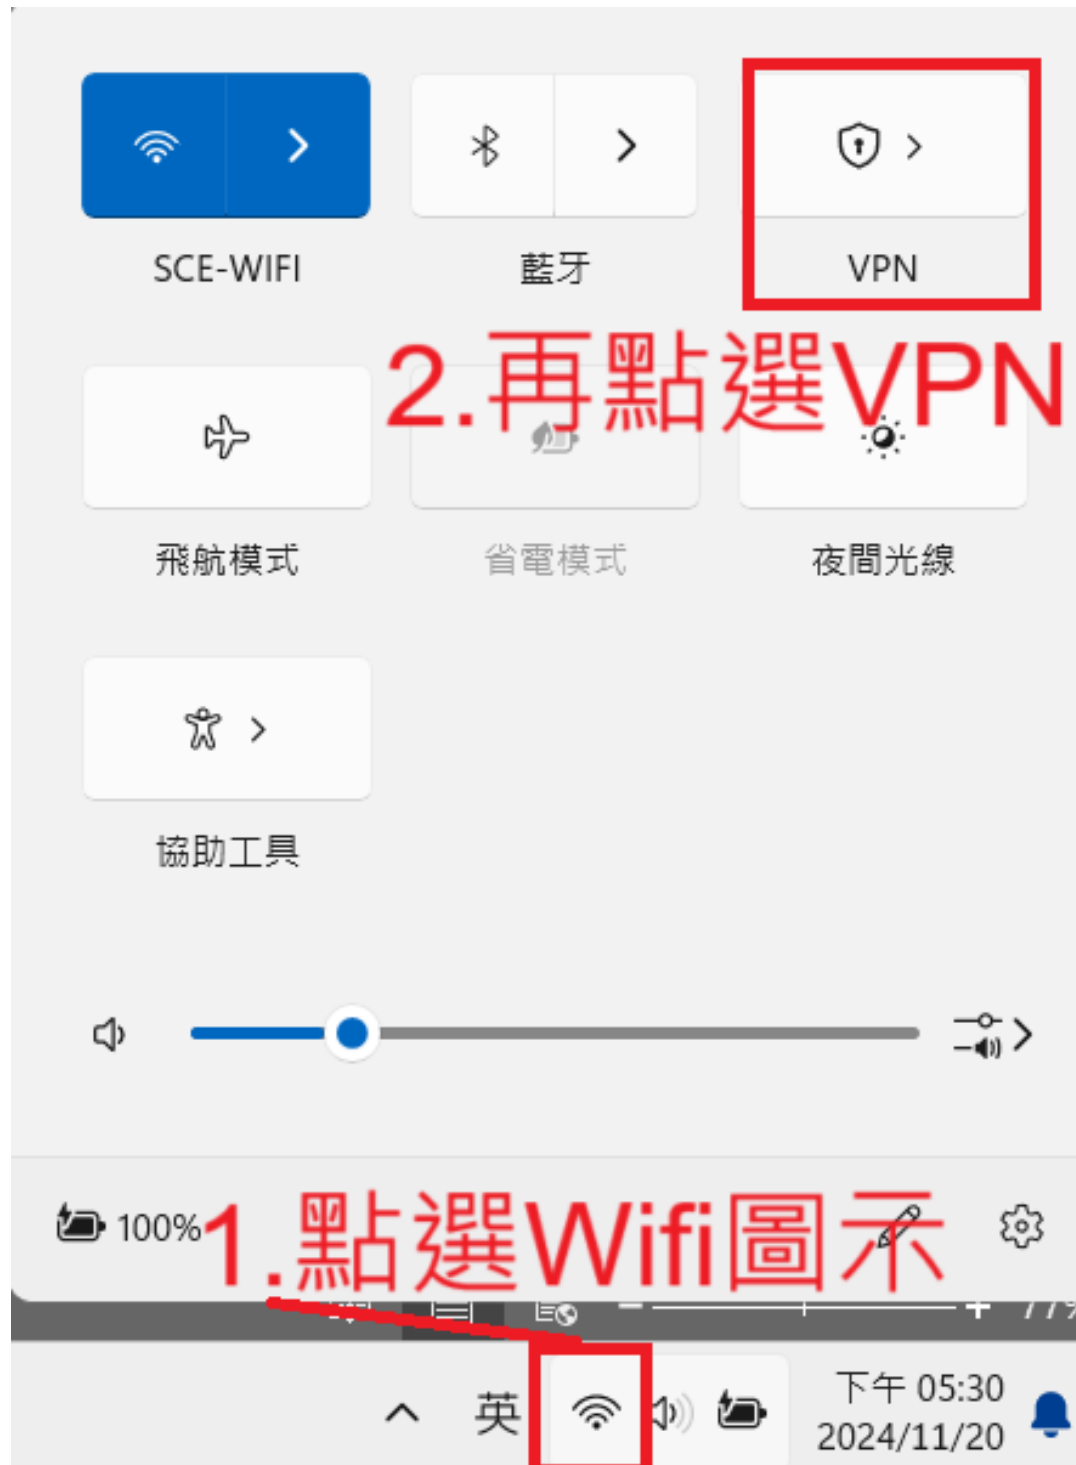 SCE-WIFI
藍牙
VPN
2.再點選VPN
飛航模式
省電模式
夜間光線
協助工具
100%
1.點選Wifi圖示
77%
英
下午 05:30
2024/11/20